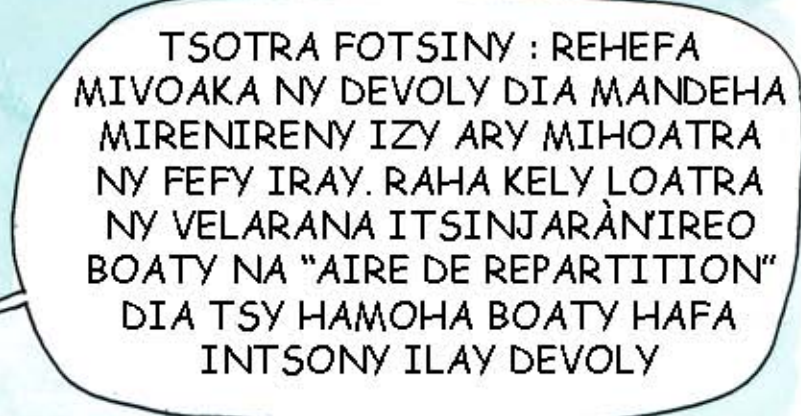 TSOTRA FOTSINY : REHEFA
MIVOAKA NY DEVOLY DIA MANDEHA
MIRENIRENY IZY ARY MIHOATRA
NY FEFY IRAY. RAHA KELY LOATRA
NY VELARANA ITSINJARÀN'IREO
BOATY NA "AIRE DE REPARTITION"
DIA TSY HAMOHA BOATY HAFA
INTSONY ILAY DEVOLY